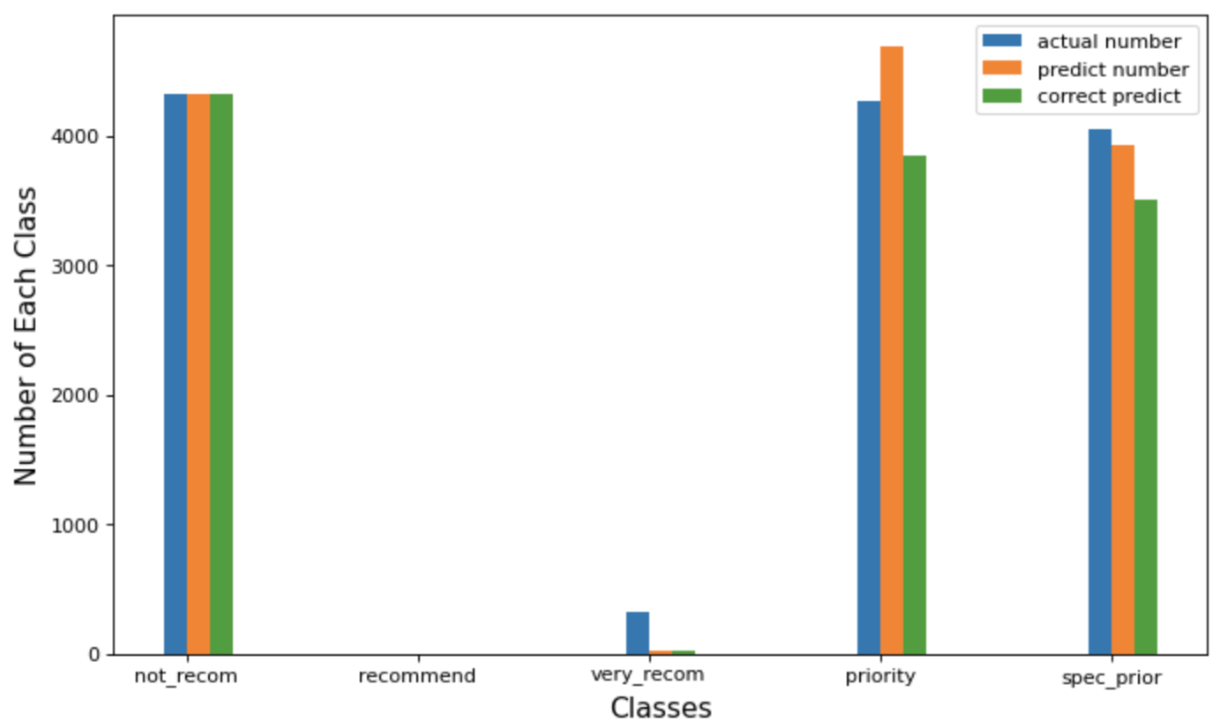 actual number
predict number
correct predict
Number of Each Class
4000
3000
2000
1000
0
not_recom recommend very_recom priority spec_prior
Classes